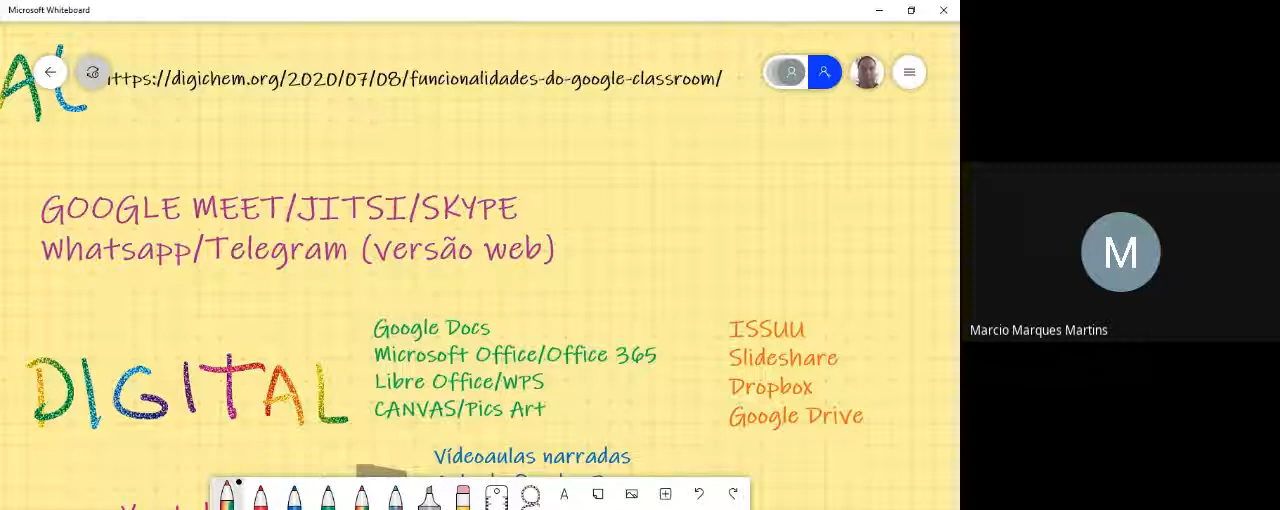 Microsoft Whiteboard
AL
ttps://digichem.org/2020/07/08/funcionalidades-do-google-classroom/
GOOGLE MEET/JITSI/SKYPE
Whatsapp/Telegram (versão web)
Google Docs
Microsoft Office/Office 365
Libre Office/WPS
CANVAS/Pics Art
ISSUU
Slideshare
Dropbox
Google Drive
DIGITAL
Vídeoaulas narradas
M
Marcio Marques Martins